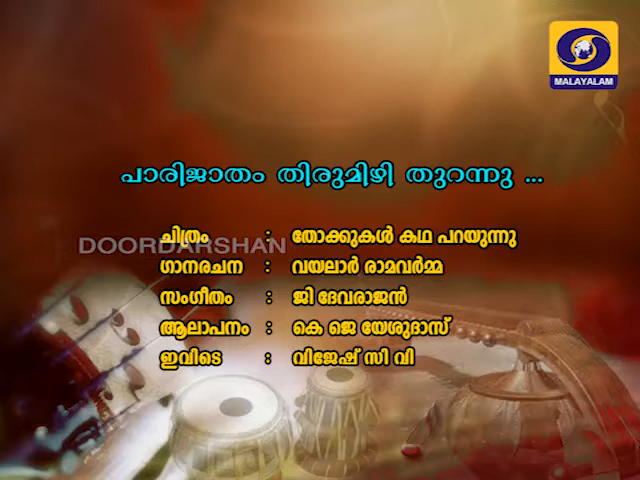 MALAYALAM
പാരിജാതം തിരുമിഴി തുറന്നു ...
DOORDARSHAN
ചിത്രം : തോക്കുകൾ കഥ പറയുന്നു
ഗാനരചന : വയലാർ രാമവർമ്മ
സംഗീതം : ജി ദേവരാജൻ
ആലാപനം : കെ ജെ യേശുദാസ്
ഇവിടെ : വിജേഷ് സി വി